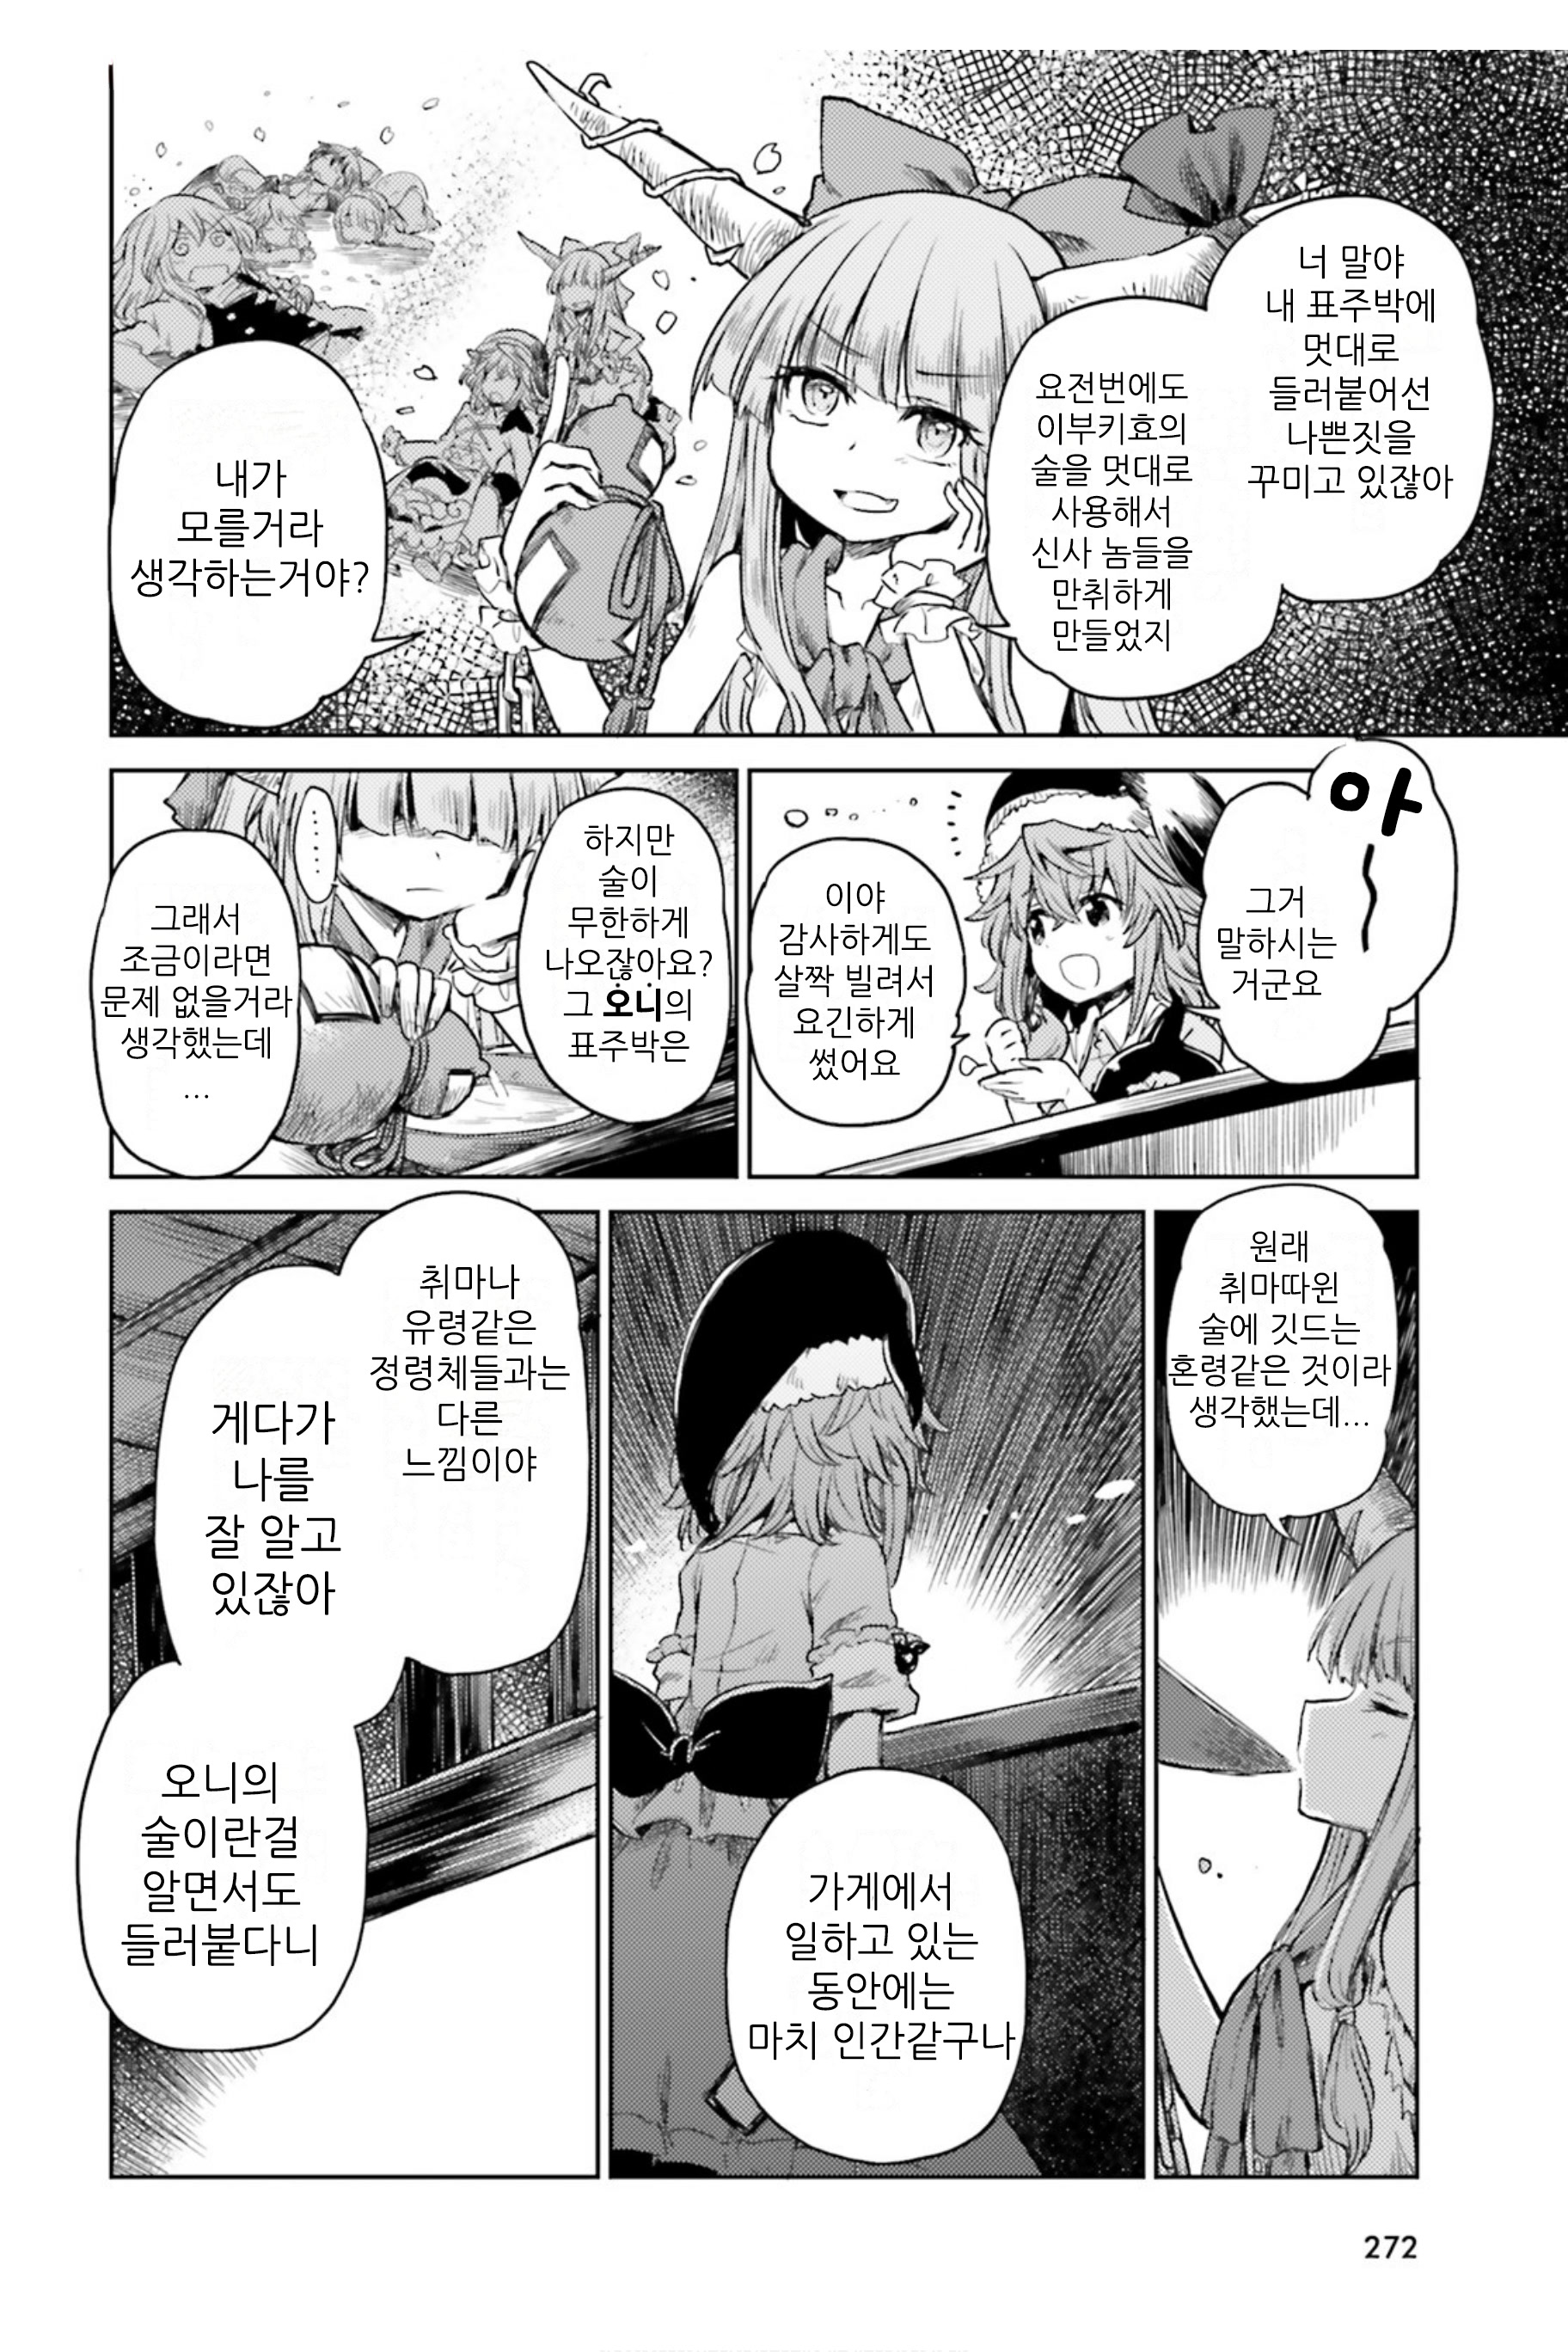 너 말야
내 표주박에
멋대로
들러붙어선
나쁜짓을
꾸미고 있잖아
요전번에도
이부키효의
술을 멋대로
사용해서
신사 놈들을
만취하게
만들었지
내가
모를거라
생각하는거야?
아~
그거
말하시는
거군요
이야
감사하게도
살짝 빌려서
요긴하게
썼어요
하지만
술이
무한하게
나오잖아요?
그 오니의
표주박은
……
그래서
조금이라면
문제 없을거라
생각했는데
...
원래
취마따윈
술에 깃드는
혼령같은 것이라
생각했는데...
가게에서
일하고 있는
동안에는
마치 인간같구나
취마나
유령같은
정령체들과는
다른
느낌이야
게다가
나를
잘 알고
있잖아
오니의
술이란걸
알면서도
들러붙다니
272